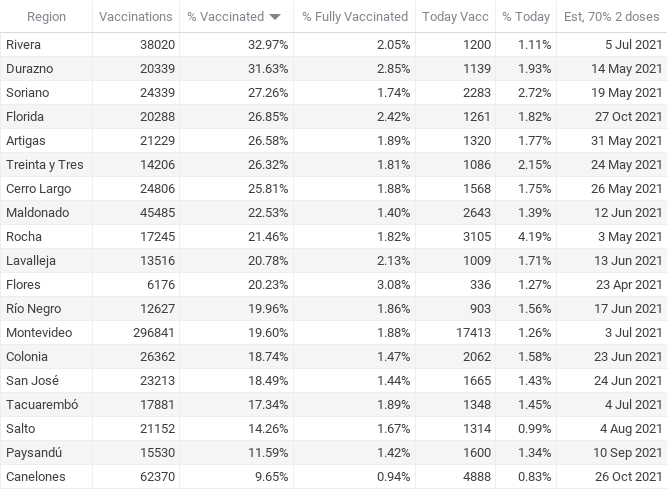 Region Vaccinations % Vaccinated % Fully Vaccinated Today Vacc % Today Est, 70% 2 doses
Rivera 38020 32.97% 2.05% 1200 1.11% 5 Jul 2021
Durazno 20339 31.63% 2.85% 1139 1.93% 14 May 2021
Soriano 24339 27.26% 1.74% 2283 2.72% 19 May 2021
Florida 20288 26.85% 2.42% 1261 1.82% 27 Oct 2021
Artigas 21229 26.58% 1.89% 1320 1.77% 31 May 2021
Treinta y Tres 14206 26.32% 1.81% 1086 2.15% 24 May 2021
Cerro Largo 24806 25.81% 1.88% 1568 1.75% 26 May 2021
Maldonado 45485 22.53% 1.40% 2643 1.39% 12 Jun 2021
Rocha 17245 21.46% 1.82% 3105 4.19% 3 May 2021
Lavalleja 13516 20.78% 2.13% 1009 1.71% 13 Jun 2021
Flores 6176 20.23% 3.08% 336 1.27% 23 Apr 2021
Río Negro 12627 19.96% 1.86% 903 1.56% 17 Jun 2021
Montevideo 296841 19.60% 1.88% 17413 1.26% 3 Jul 2021
Colonia 26362 18.74% 1.47% 2062 1.58% 23 Jun 2021
San José 23213 18.49% 1.44% 1665 1.43% 24 Jun 2021
Tacuarembó 17881 17.34% 1.89% 1348 1.45% 4 Jul 2021
Salto 21152 14.26% 1.67% 1314 0.99% 4 Aug 2021
Paysandú 15530 11.59% 1.42% 1600 1.34% 10 Sep 2021
Canelones 62370 9.65% 0.94% 4888 0.83% 26 Oct 2021